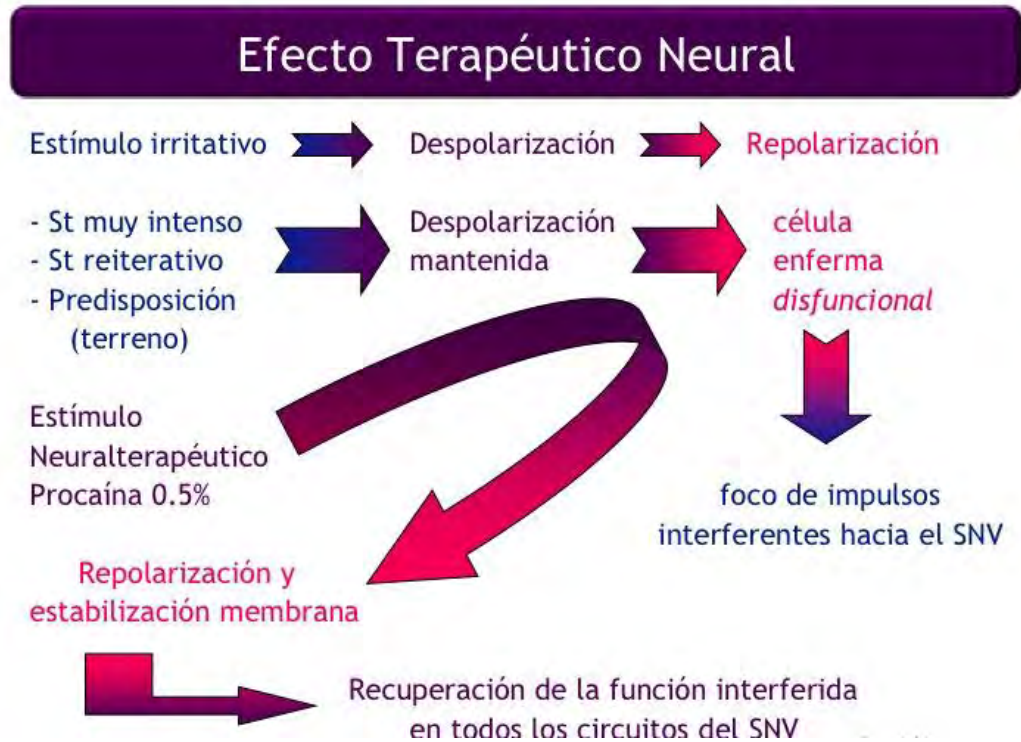 Efecto Terapéutico Neural
Estímulo irritativo Despolarización Repolarización
- St muy intenso
- St reiterativo
- Predisposición
(terreno)
Despolarización
mantenida
célula
enferma
disfuncional
Estímulo
Neuralterapéutico
Procaína 0.5%
foco de impulsos
interferentes hacia el SNV
Repolarización y
estabilización membrana
Recuperación de la función interferida
en todos los circuitos del SNV